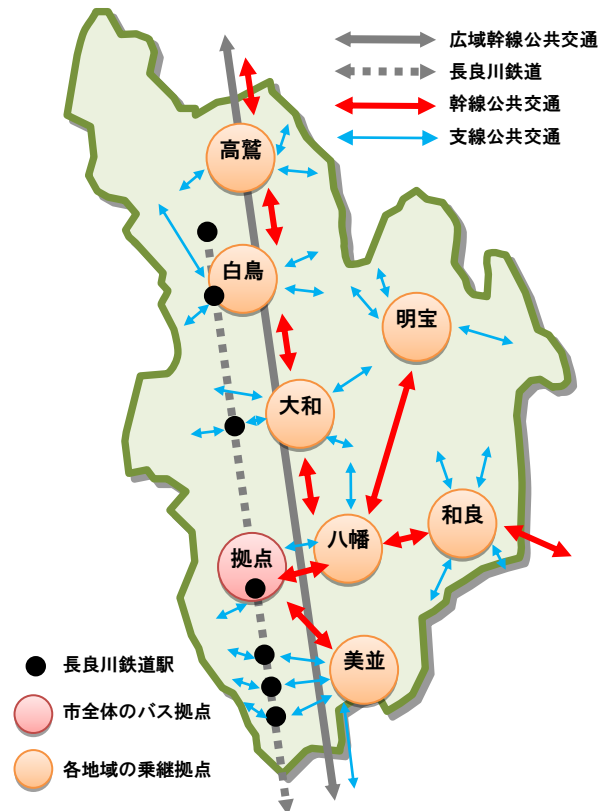 広域幹線公共交通
長良川鉄道
幹線公共交通
支線公共交通
高鷲
白鳥
明宝
大和
和良
八幡
拠点
美並
長良川鉄道駅
市全体のバス拠点
各地域の乗継拠点